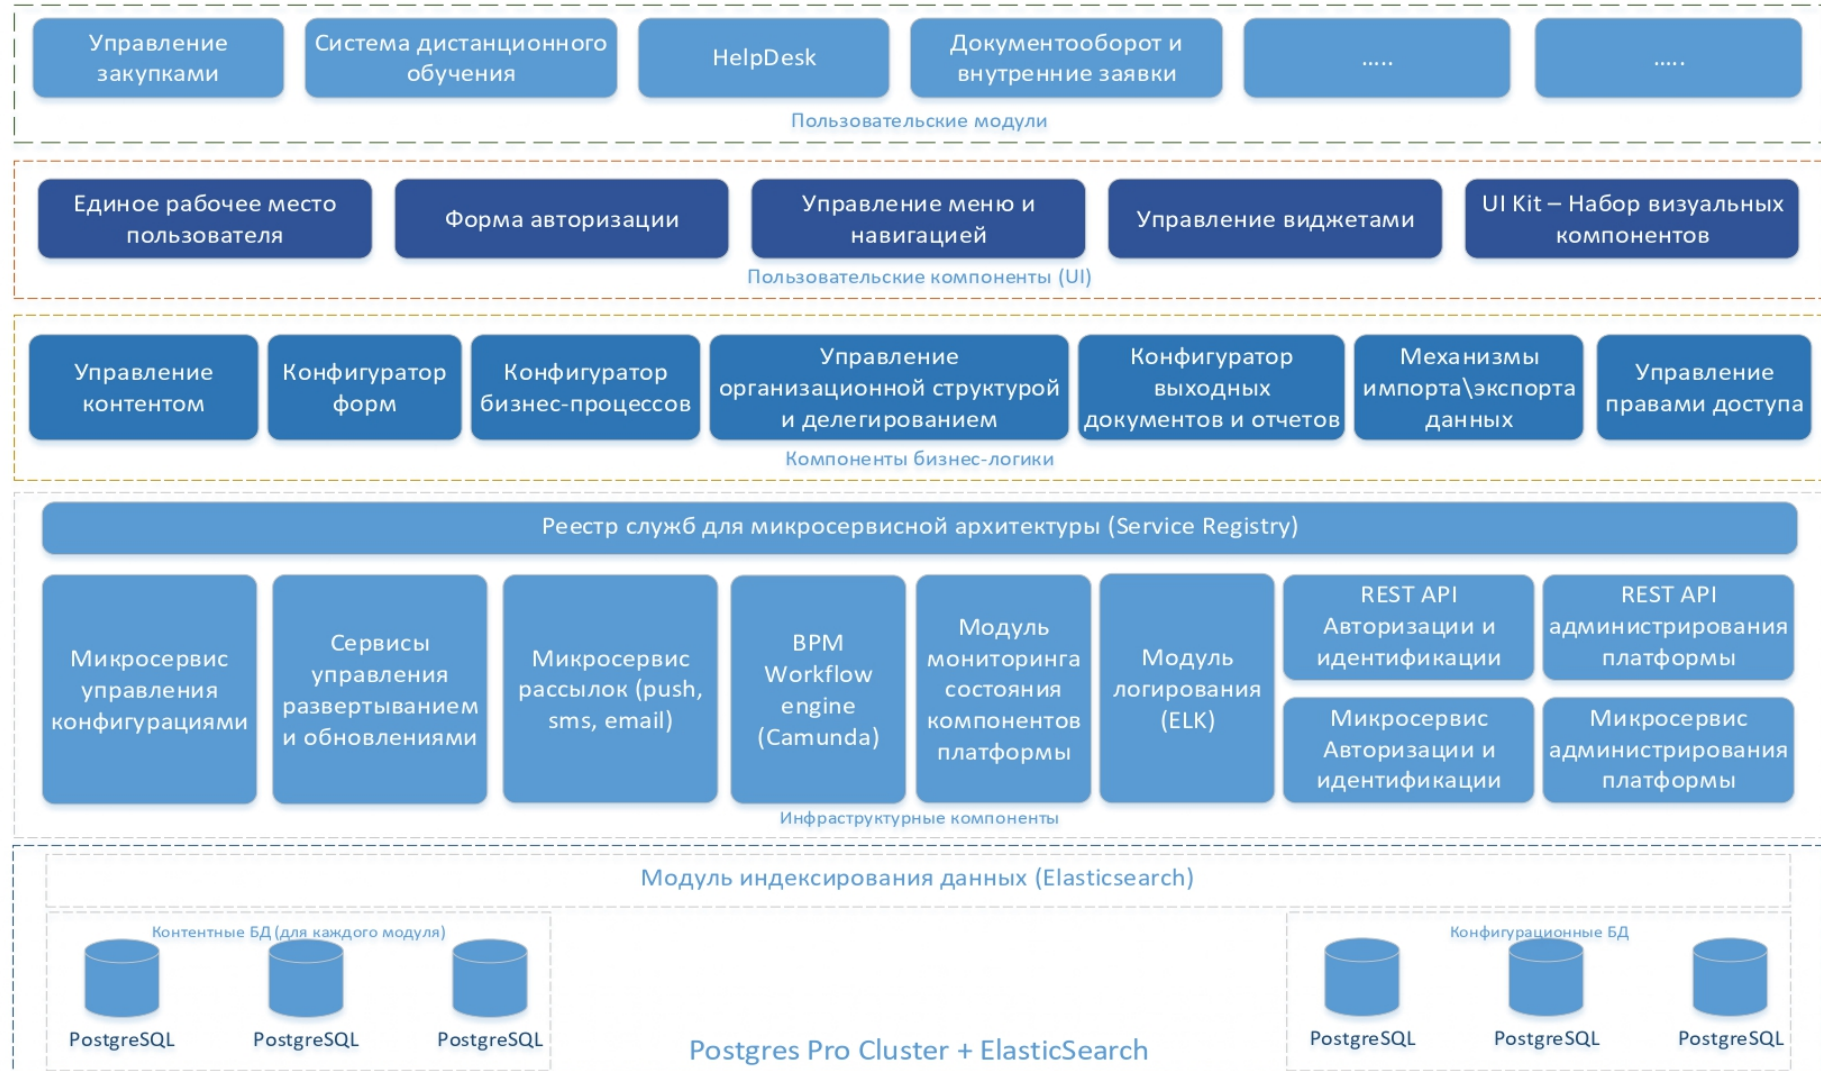 Управление
закупками
Система дистанционного
обучения
HelpDesk
Документооборот и
внутренние заявки
.....
.....
Пользовательские модули
Единое рабочее место
пользователя
Форма авторизации
Управление меню и
навигацией
Управление виджетами
UI Kit – Набор визуальных
компонентов
Пользовательские компоненты (UI)
Управление
контентом
Конфигуратор
форм
Конфигуратор
бизнес-процессов
Управление
организационной структурой
и делегированием
Конфигуратор
выходных
документов и отчетов
Механизмы
импорта\экспорта
данных
Управление
правами доступа
Компоненты бизнес-логики
Реестр служб для микросервисной архитектуры (Service Registry)
Микросервис
управления
конфигурациями
Сервисы
управления
развертыванием
и обновлениями
Микросервис
рассылок (push,
sms, email)
BPM
Workflow
engine
(Camunda)
Модуль
мониторинга
состояния
компонентов
платформы
Модуль
логирования
(ELK)
REST API
Авторизации и
идентификации
REST API
администрирования
платформы
Микросервис
Авторизации и
идентификации
Микросервис
администрирования
платформы
Инфраструктурные компоненты
Модуль индексирования данных (Elasticsearch)
Контентные БД (для каждого модуля)
PostgreSQL
PostgreSQL
PostgreSQL
Postgres Pro Cluster + ElasticSearch
Конфигурационные БД
PostgreSQL
PostgreSQL
PostgreSQL